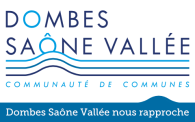 DOMBES
SAÔNE VALLÉE
COMMUNAUTÉ DE COMMUNES
Dombes Saône Vallée nous rapproche